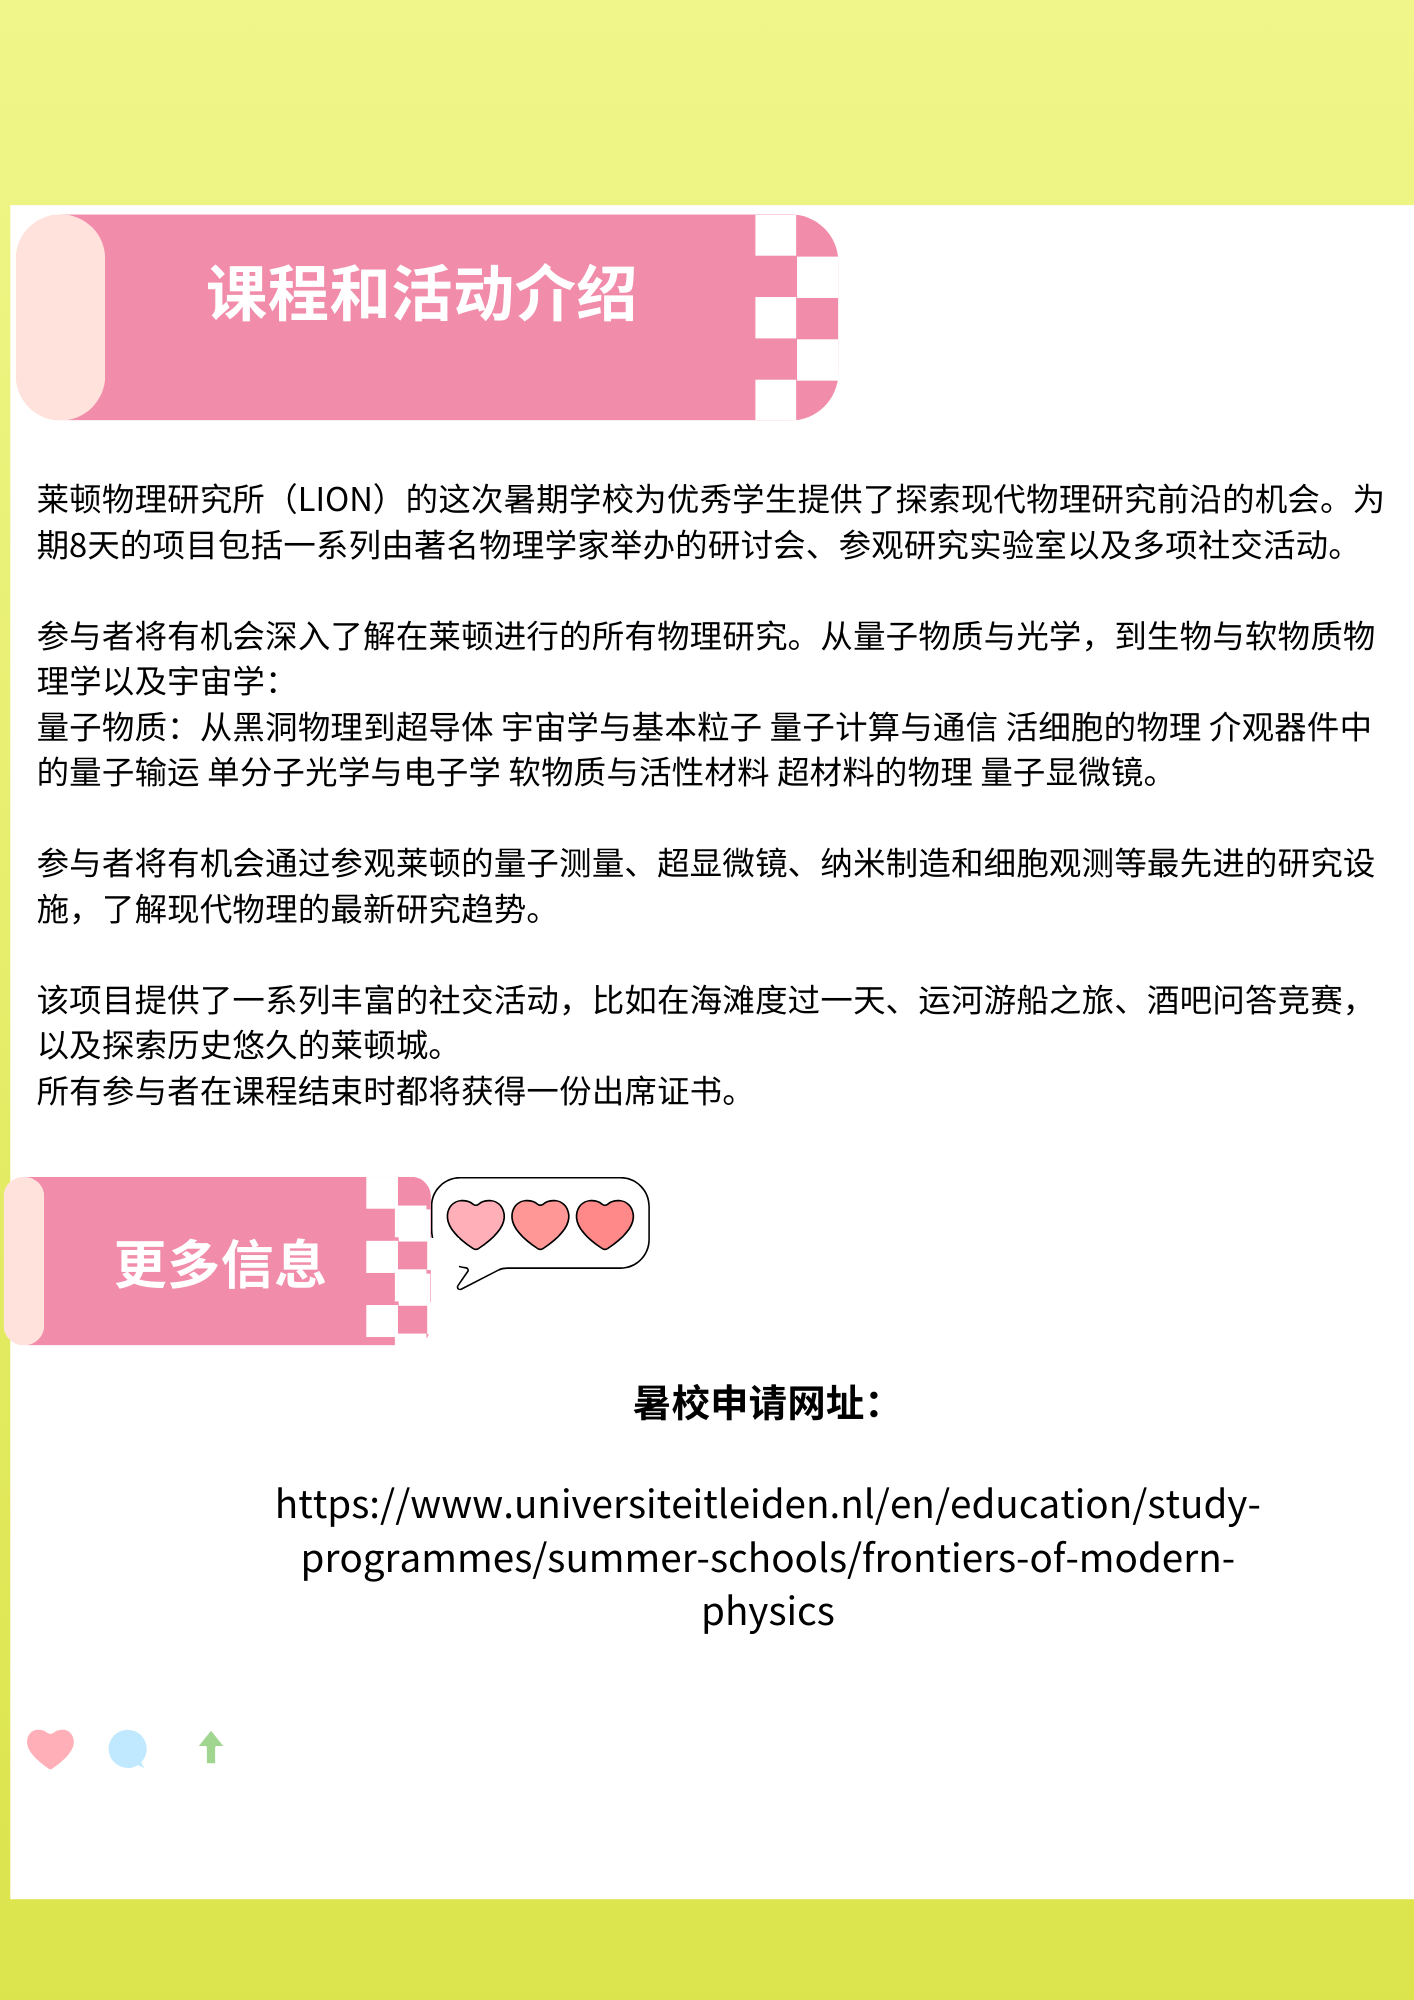 课程和活动介绍
莱顿物理研究所（LION）的这次暑期学校为优秀学生提供了探索现代物理研究前沿的机会。为
期8天的项目包括一系列由著名物理学家举办的研讨会、参观研究实验室以及多项社交活动。
参与者将有机会深入了解在莱顿进行的所有物理研究。从量子物质与光学，到生物与软物质物
理学以及宇宙学：
量子物质：从黑洞物理到超导体 宇宙学与基本粒子 量子计算与通信 活细胞的物理 介观器件中
的量子输运 单分子光学与电子学 软物质与活性材料 超材料的物理 量子显微镜。
参与者将有机会通过参观莱顿的量子测量、超显微镜、纳米制造和细胞观测等最先进的研究设
施，了解现代物理的最新研究趋势。
该项目提供了一系列丰富的社交活动，比如在海滩度过一天、运河游船之旅、酒吧问答竞赛，
以及探索历史悠久的莱顿城。
所有参与者在课程结束时都将获得一份出席证书。
更多信息
暑校申请网址：
https://www.universiteitleiden.nl/en/education/study-
programmes/summer-schools/frontiers-of-modern-
physics